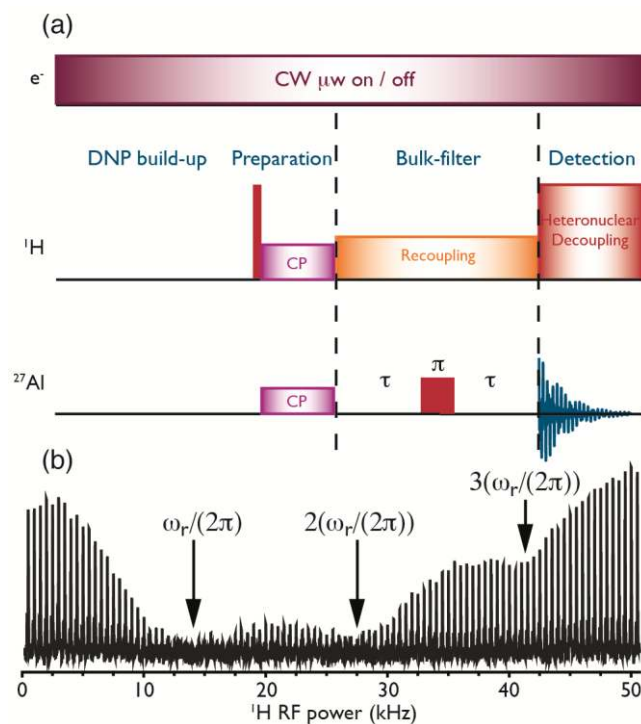 (a)
e-
CW μw on / off
DNP build-up Preparation Bulk-filter Detection
¹H
CP
Recoupling
Heteronuclear
Decoupling
²⁷Al
CP
τ π τ
(b)
ωr/(2π) 2(ωr/(2π)) 3(ωr/(2π))
0 10 20 30 40 50
¹H RF power (kHz)